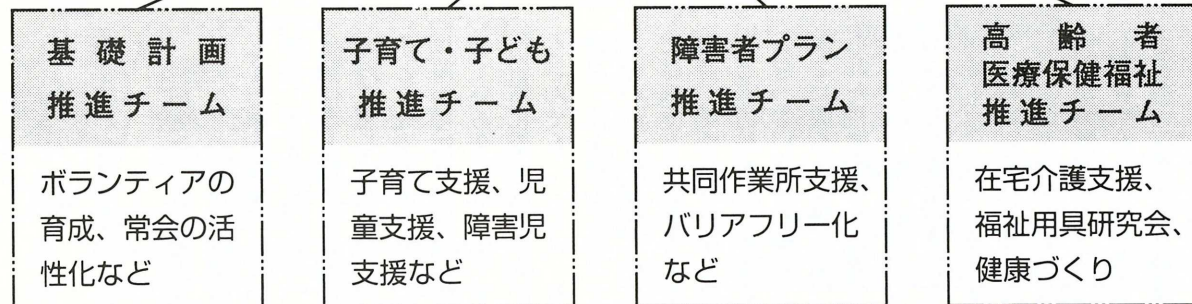 基礎計画
推進チーム
ボランティアの
育成、常会の活
性化など
子育て・子ども
推進チーム
子育て支援、児
童支援、障害児
支援など
障害者プラン
推進チーム
共同作業所支援、
バリアフリー化
など
高齢者
医療保健福祉
推進チーム
在宅介護支援、
福祉用具研究会、
健康づくり